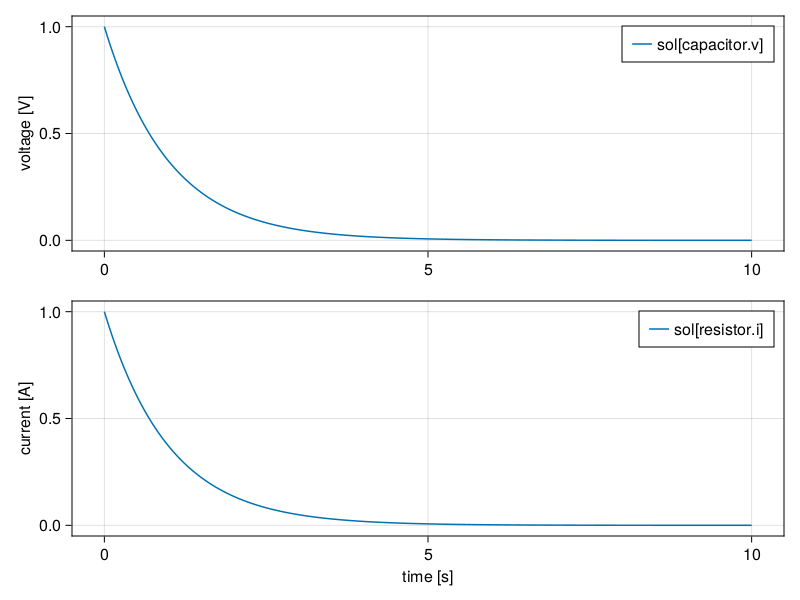 1.0
sol[capacitor.v]
voltage [V]
0.5
0.0
0 5 10
1.0
sol[resistor.i]
current [A]
0.5
0.0
0 5 10
time [s]